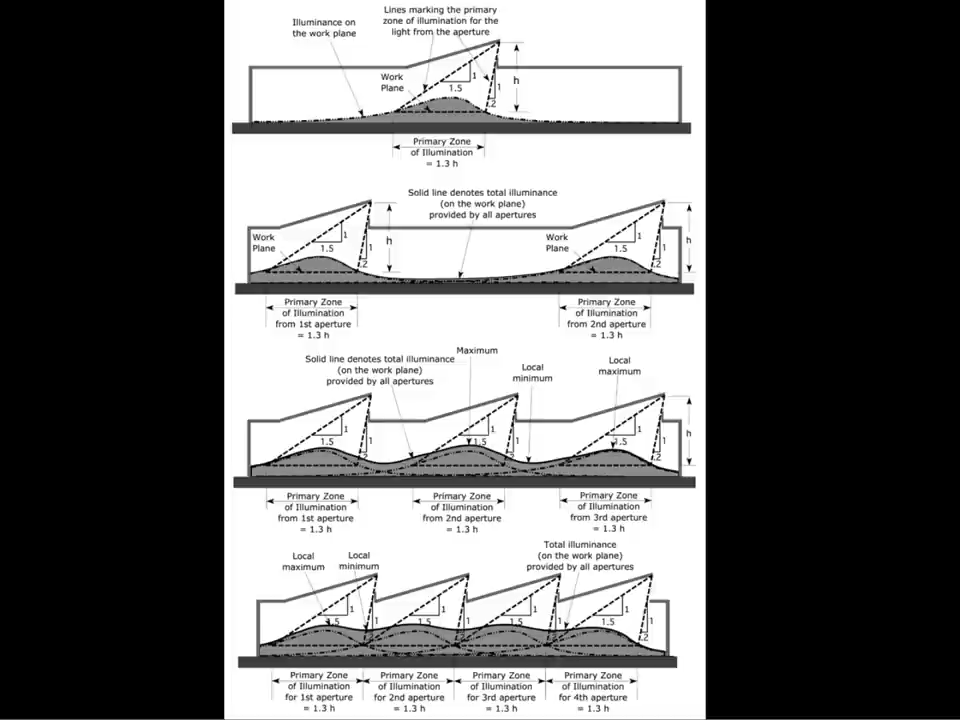 Illuminance on
the work plane
Lines marking the primary
zone of illumination for the
light from the aperture
Work
Plane
1
1.5
1
.2
h
Primary Zone
of Illumination
= 1.3 h
Solid line denotes total illuminance
(on the work plane)
provided by all apertures
Work
Plane
1
1.5
1
.2
h
Work
Plane
1
1.5
1
.2
h
Primary Zone
of Illumination
from 1st aperture
= 1.3 h
Primary Zone
of Illumination
from 2nd aperture
= 1.3 h
Solid line denotes total illuminance
(on the work plane)
provided by all apertures
Maximum
Local
minimum
Local
maximum
1
1.5
1
.2
1
1.5
1
.2
1
1.5
1
.2
h
Primary Zone
of Illumination
from 1st aperture
= 1.3 h
Primary Zone
of Illumination
from 2nd aperture
= 1.3 h
Primary Zone
of Illumination
from 3rd aperture
= 1.3 h
Local
maximum
Local
minimum
Total illuminance
(on the work plane)
provided by all apertures
1
1.5
1
1
1.5
1
1
1.5
1
1
1.5
1
.2
Primary Zone
of Illumination
for 1st aperture
= 1.3 h
Primary Zone
of Illumination
for 2nd aperture
= 1.3 h
Primary Zone
of Illumination
for 3rd aperture
= 1.3 h
Primary Zone
of Illumination
for 4th aperture
= 1.3 h